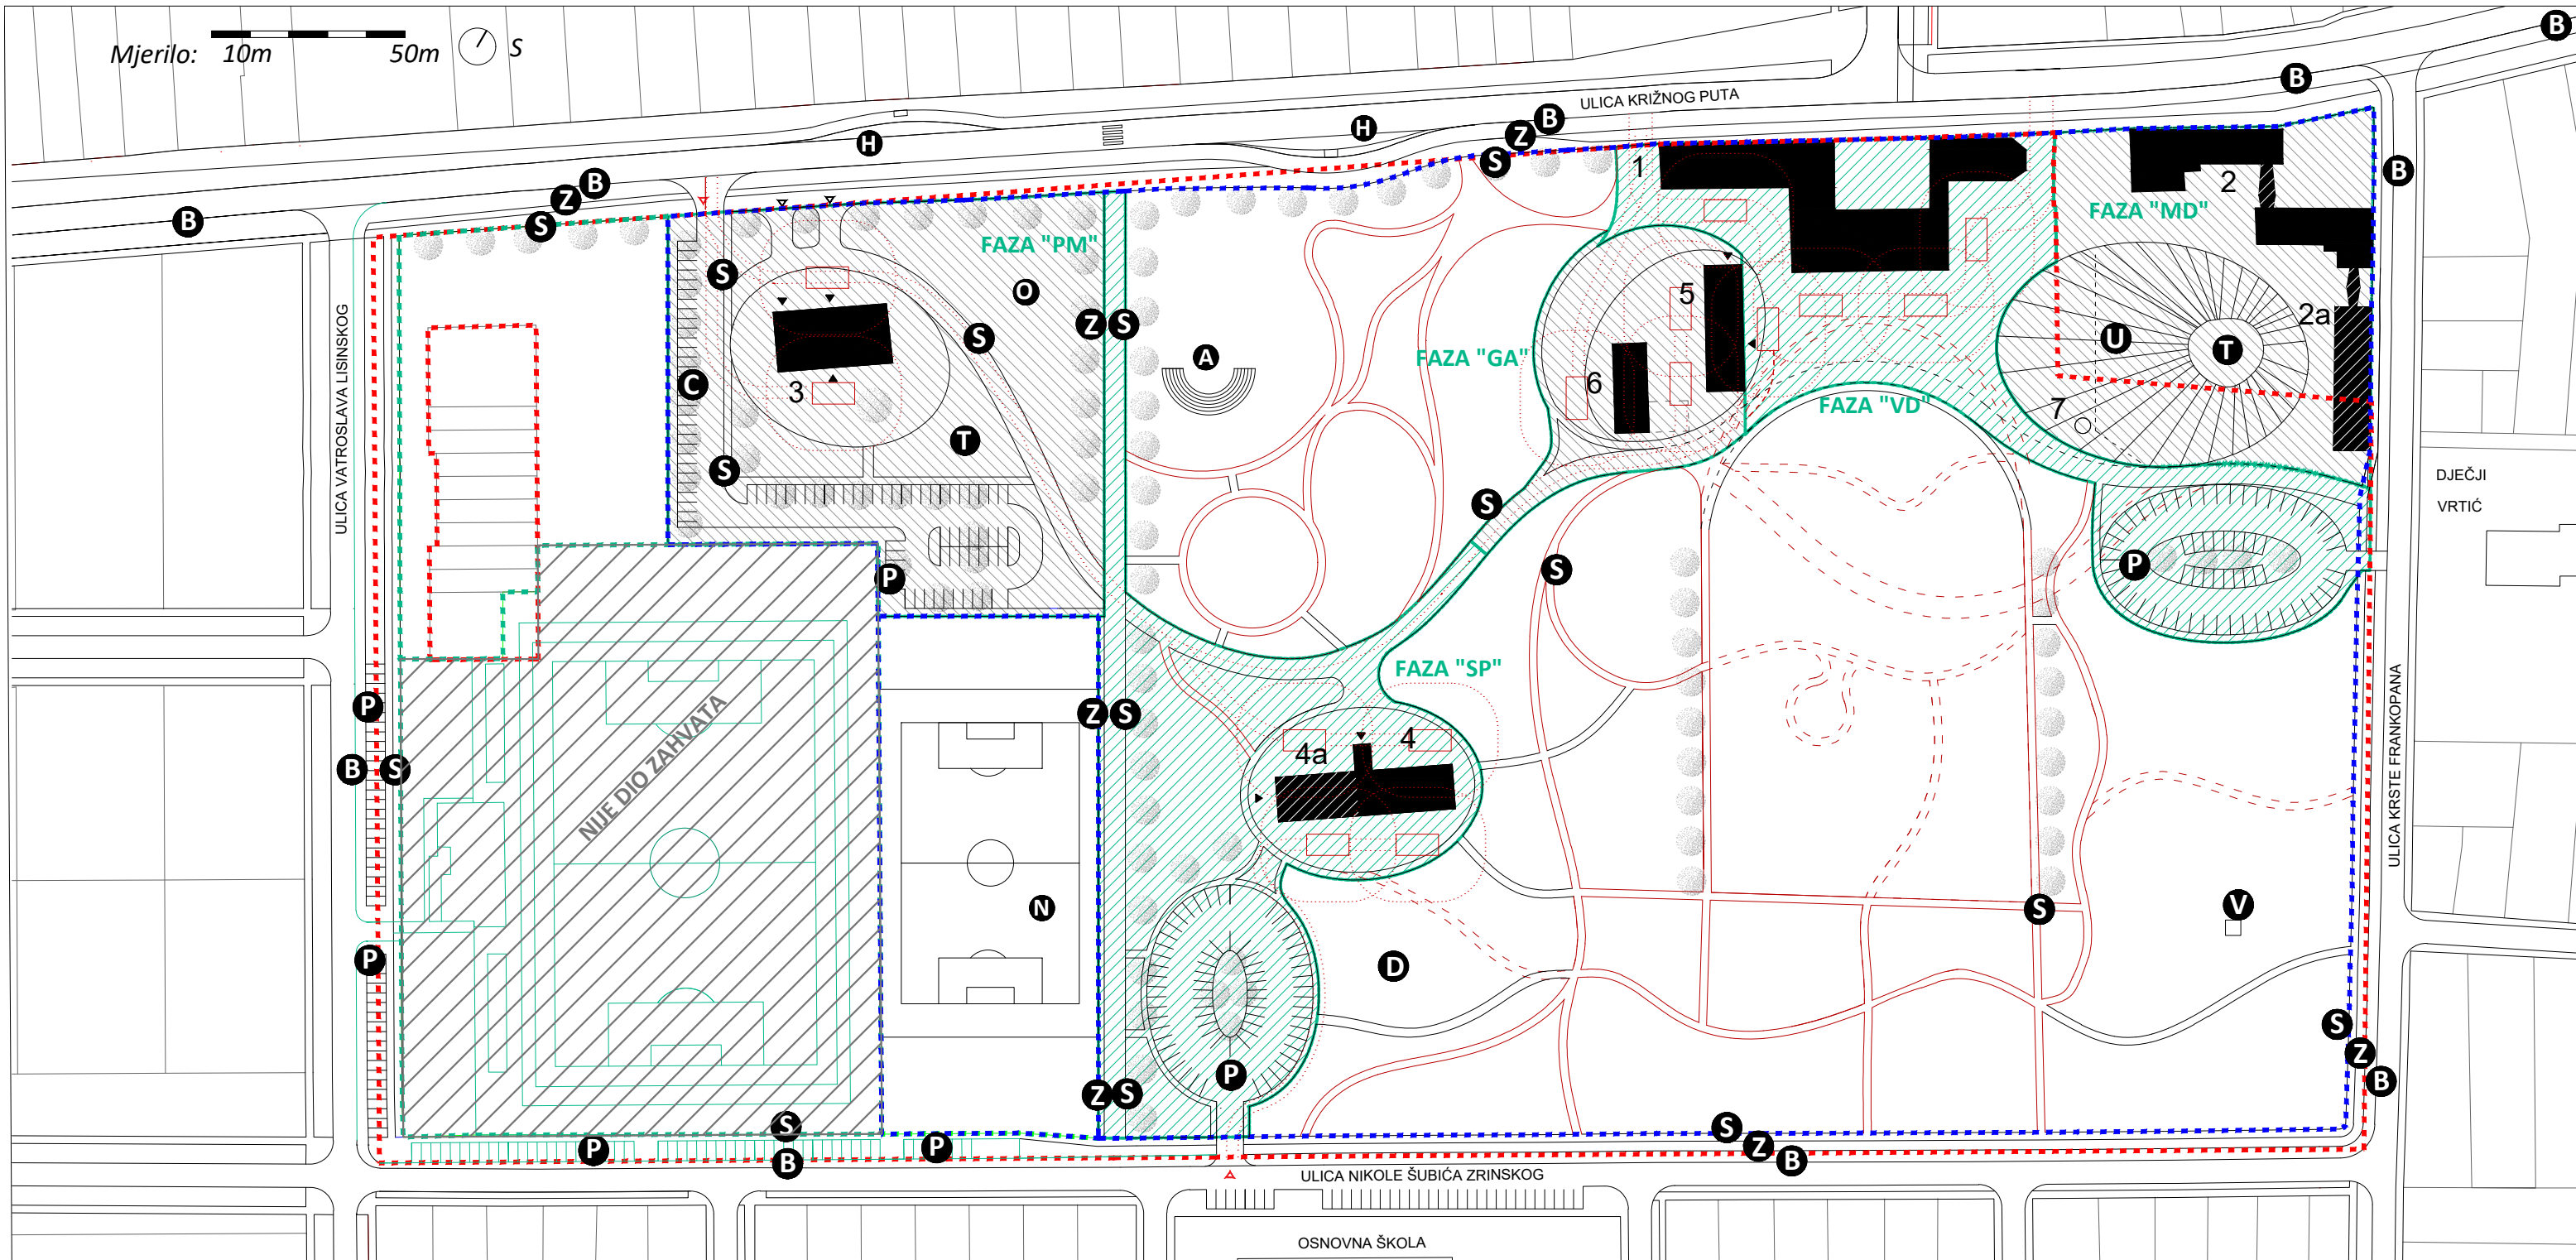 Mjerilo: 10m 50m S
B
B
ULICA KRIŽNOG PUTA
B
Z
S
H
H
B
Z
S
B
B
1
2
FAZA "MD"
FAZA "PM"
S
O
Z S
S
A
5
FAZA "GA"
6
C
3
T
S
2a
U
T
7
FAZA "VD"
ULICA VATROSLAVA LISINSKOG
S
S
P
P
DJEČJI
VRTIĆ
FAZA "SP"
P
B S
P
NIJE DIO ZAHVATA
Z S
4a
4
N
D
S
V
ULICA KRSTE FRANKOPANA
S
Z
B
P
Z S
S
B
P
P
S
Z
B
ULICA NIKOLE ŠUBIĆA ZRINSKOG
OSNOVNA ŠKOLA